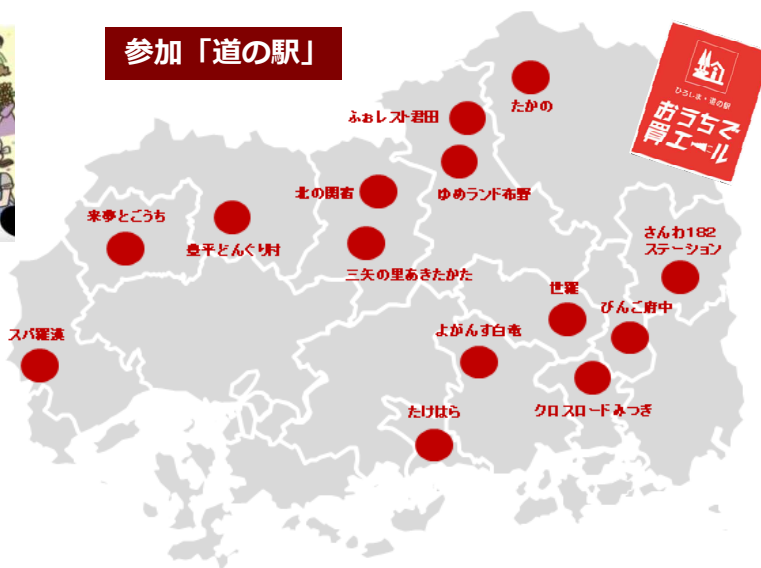 参加「道の駅」
ひろしま・道の駅
おうちで
買エール
たかの
ふぉレスト君田
ゆめランド布野
北の関宿
来夢とごうち
豊平どんぐり村
三矢の里あきたかた
さんわ182
ステーション
世羅
びんご府中
スパ羅漢
よがんす白竜
クロスロードみつぎ
たけはら